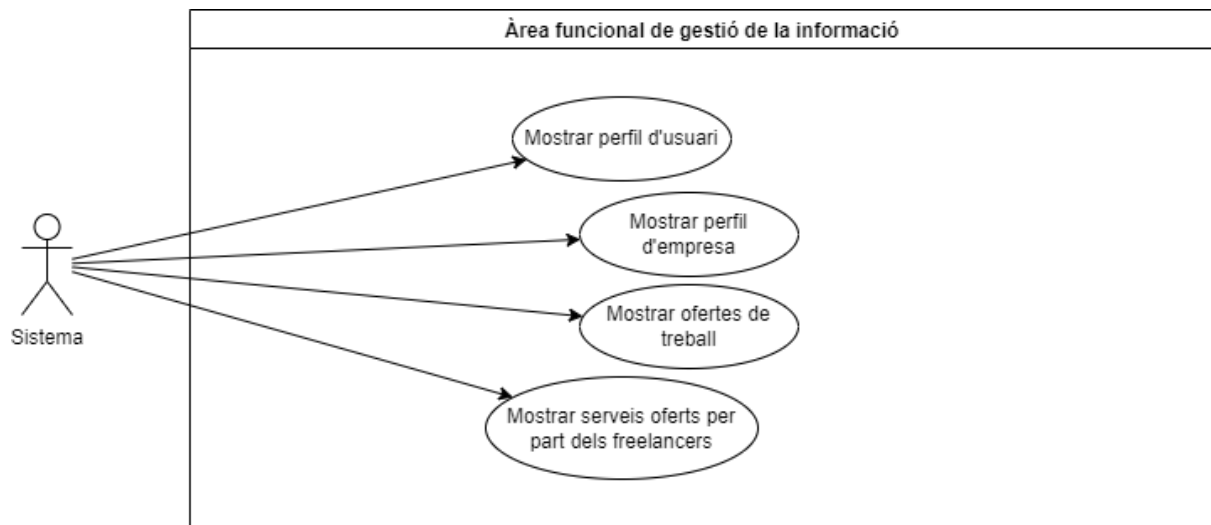 Àrea funcional de gestió de la informació
Mostrar perfil d'usuari
Mostrar perfil
d'empresa
Mostrar ofertes de
treball
Sistema
Mostrar serveis oferts per
part dels freelancers